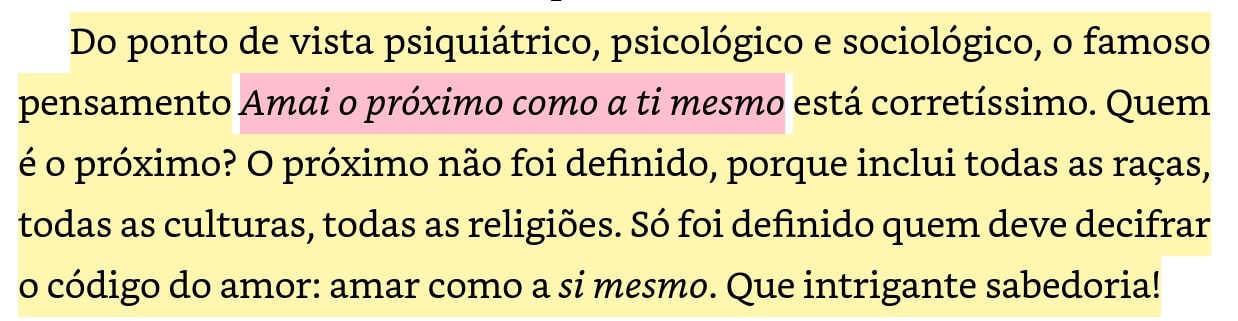 Do ponto de vista psiquiátrico, psicológico e sociológico, o famoso
pensamento Amai o próximo como a ti mesmo está corretíssimo. Quem
é o próximo? O próximo não foi definido, porque inclui todas as raças,
todas as culturas, todas as religiões. Só foi definido quem deve decifrar
o código do amor: amar como a si mesmo. Que intrigante sabedoria!